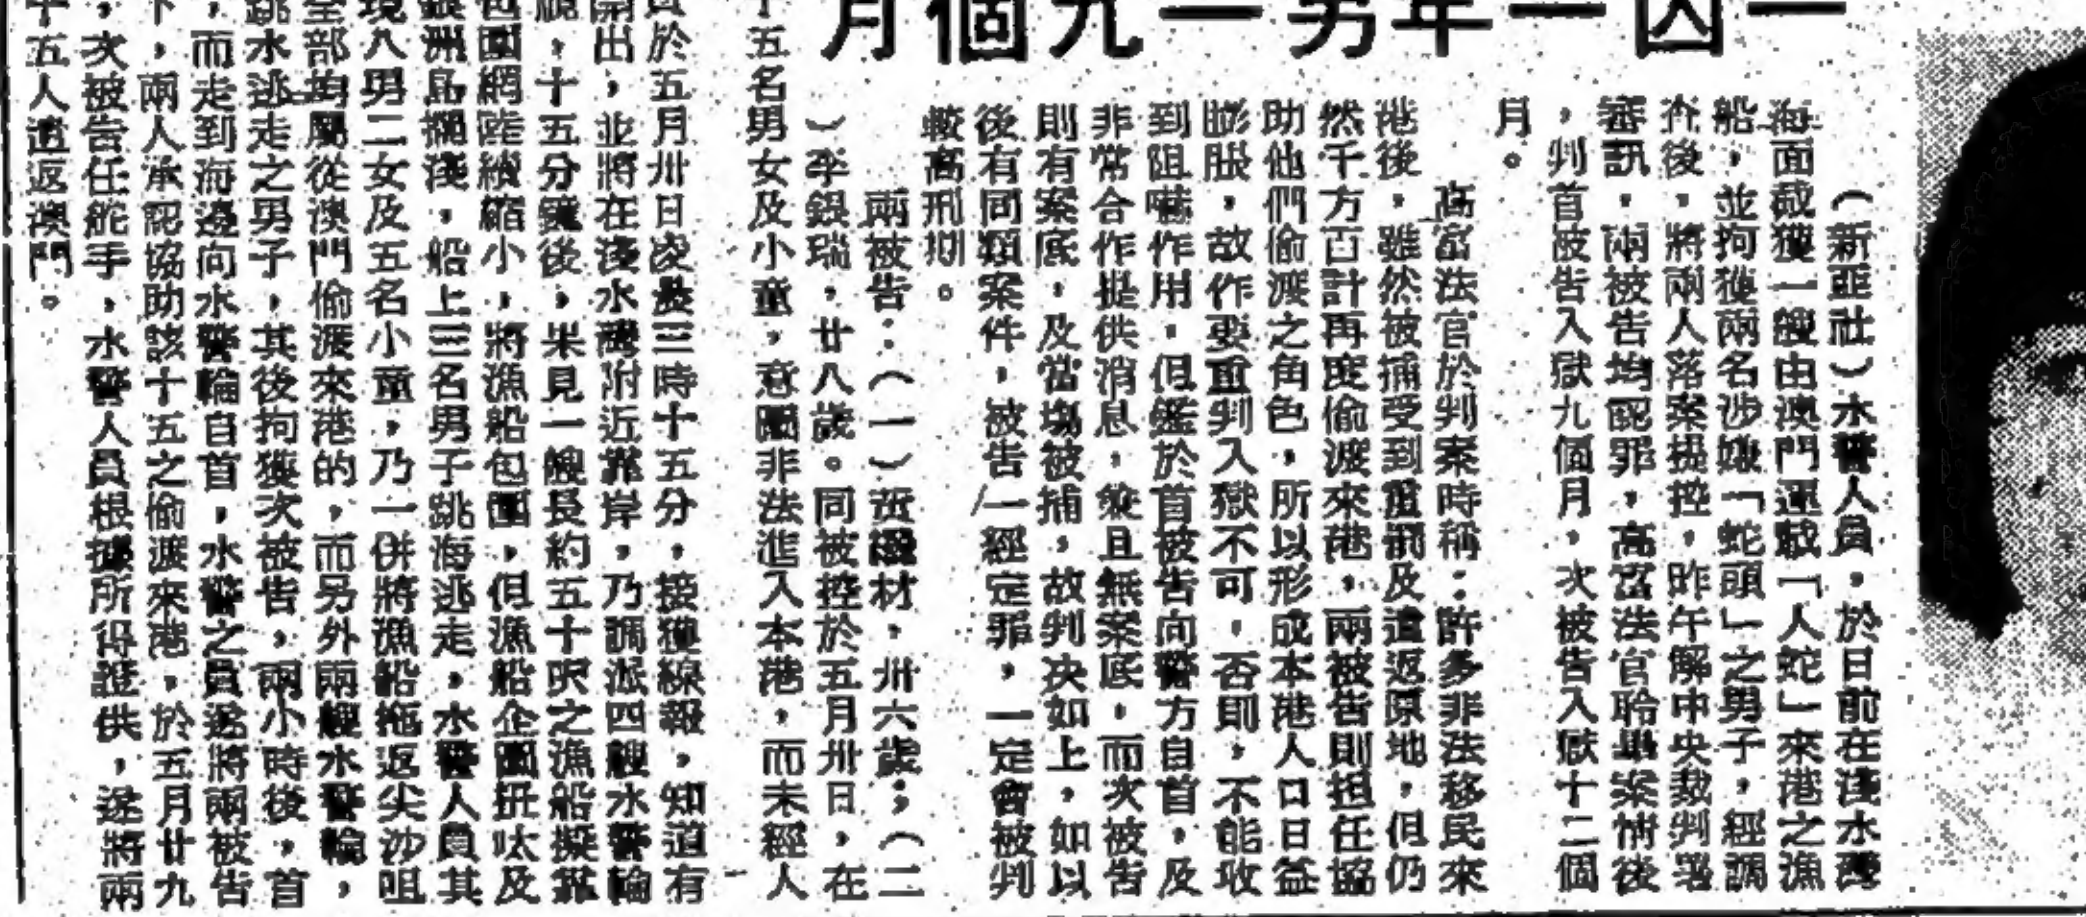 一囚一年另一九個月
（新亞社）水警人員，於日前在淺水灣
海面截獲一艘由澳門運載「人蛇」來港之漁
船，並拘獲兩名涉嫌「蛇頭」之男子，經調
查後，將兩人落案提控，昨午解中央裁判署
審訊，兩被告均認罪，高富法官聆畢案情後
，判首被告入獄九個月，次被告入獄十二個
月。
高富法官於判案時稱：許多非法移民來
港後，雖然被捕受到重罰及遣返原地，但仍
然千方百計再度偷渡來港，兩被告則担任協
助他們偷渡之角色，所以形成本港人口日益
膨脹，故作要重判入獄不可，否則，不能收
到阻嚇作用，但鑑於首被告向警方自首，及
非常合作提供消息，並且無案底，而次被告
則有案底，及當場被捕，故判决如上，如以
後有同類案件，被告一經定罪，一定會被判
較高刑期。
兩被告：（一）材，卅六歲；（二
）李銀瑞，廿八歲。同被控於五月卅日，在
十五名男女及小童，意圖非法進入本港，而未經人
員於五月卅日凌晨三時十五分，接獲線報，知道有
開出，並將在淺水灣附近靠岸，乃調派四艘水警輪
，十五分鐘後，果見一艘長約五十呎之漁船擬靠
包圍網陸續縮小，將漁船包圍，但漁船企圖扭呔及
銀洲島擱淺，船上三名男子跳海逃走，水警人員其
現八男二女及五名小童，乃一併將漁船拖返尖沙咀
全部均屬從澳門偷渡來港的，而另外兩艘水警輪，
跳水逃走之男子，其後拘獲次被告，兩小時後，首
，而走到海邊向水警輪自首，水警之員遂將兩被告
下，兩人承認協助該十五之偷渡來港，於五月廿九
，次被告任舵手，水警人員根據所得證供，遂將兩
十五人遣返澳門。